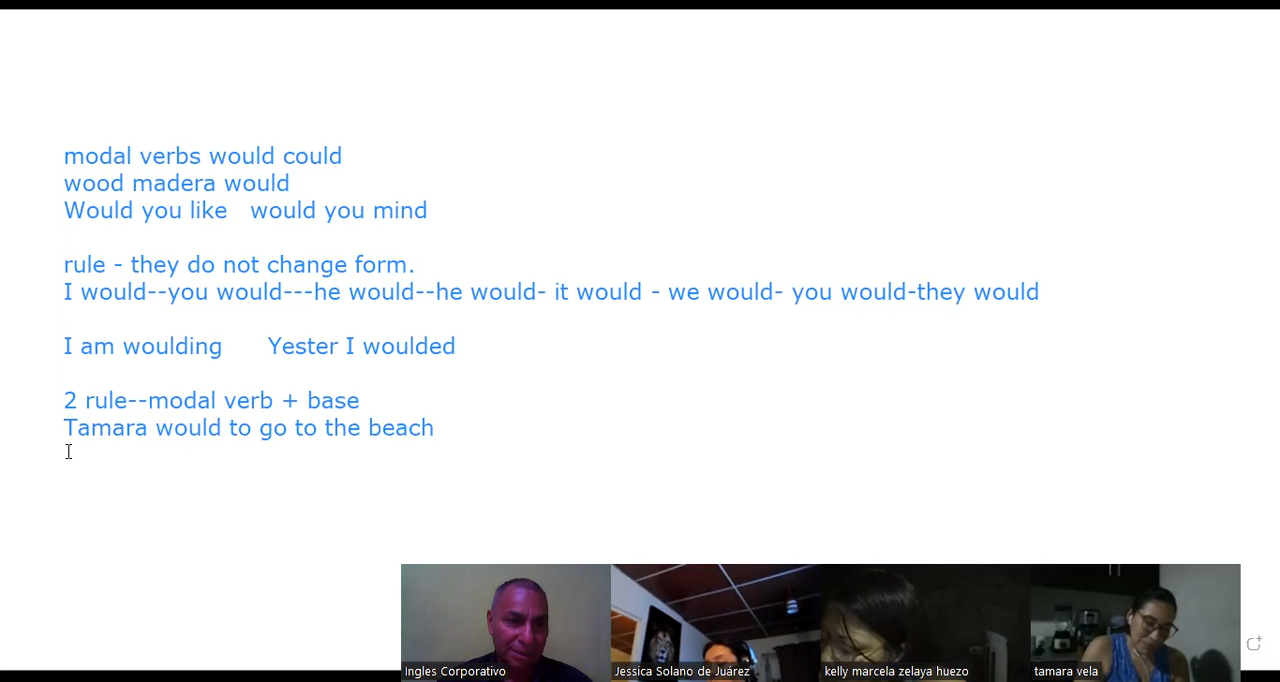 modal verbs would could
wood madera would
Would you like   would you mind
rule - they do not change form.
I would--you would---he would--he would- it would - we would- you would-they would
I am woulding      Yester I woulded
2 rule--modal verb + base
Tamara would to go to the beach
Ingles Corporativo
Jessica Solano de Juárez
kelly marcela zelaya huezo
tamara vela